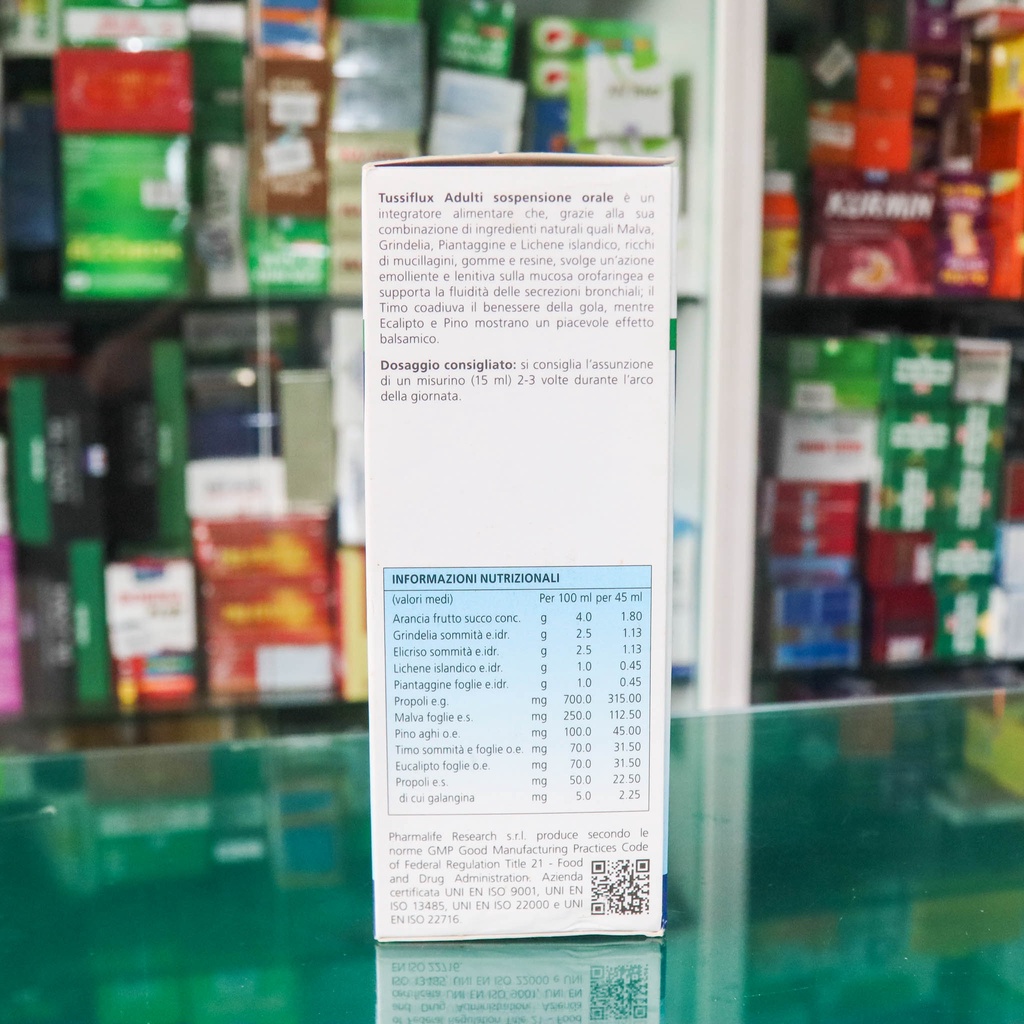 Tussiflux Adulti sospensione orale è un
integratore alimentare che, grazie alla sua
combinazione di ingredienti naturali quali Malva,
Grindelia, Piantaggine e Lichene islandico, ricchi
di mucillagini, gomme e resine, svolge un'azione
emolliente e lenitiva sulla mucosa orofaringea e
supporta la fluidità delle secrezioni bronchiali; il
Timo coadiuva il benessere della gola, mentre
Ecalipto e Pino mostrano un piacevole effetto
balsamico.
Dosaggio consigliato: si consiglia l'assunzione
di un misurino (15 ml) 2-3 volte durante l'arco
della giornata.
INFORMAZIONI NUTRIZIONALI
(valori medi) Per 100 ml per 45 ml
Arancia frutto succo conc. g 4.0 1.80
Grindelia sommità e.idr. g 2.5 1.13
Elicriso sommità e.idr. g 2.5 1.13
Lichene islandico e.idr. g 1.0 0.45
Piantaggine foglie e.idr. g 1.0 0.45
Propoli e.g. mg 700.0 315.00
Malva foglie e.s. mg 250.0 112.50
Pino aghi o.e. mg 100.0 45.00
Timo sommità e foglie o.e. mg 70.0 31.50
Eucalipto foglie o.e. mg 70.0 31.50
Propoli e.s. mg 50.0 22.50
di cui galangina mg 5.0 2.25
Pharmalife Research s.r.l. produce secondo le
norme GMP Good Manufacturing Practices Code
of Federal Regulation Title 21 - Food
and Drug Administration. Azienda
certificata UNI EN ISO 9001, UNI EN
ISO 13485, UNI EN ISO 22000 e UNI
EN ISO 22716.